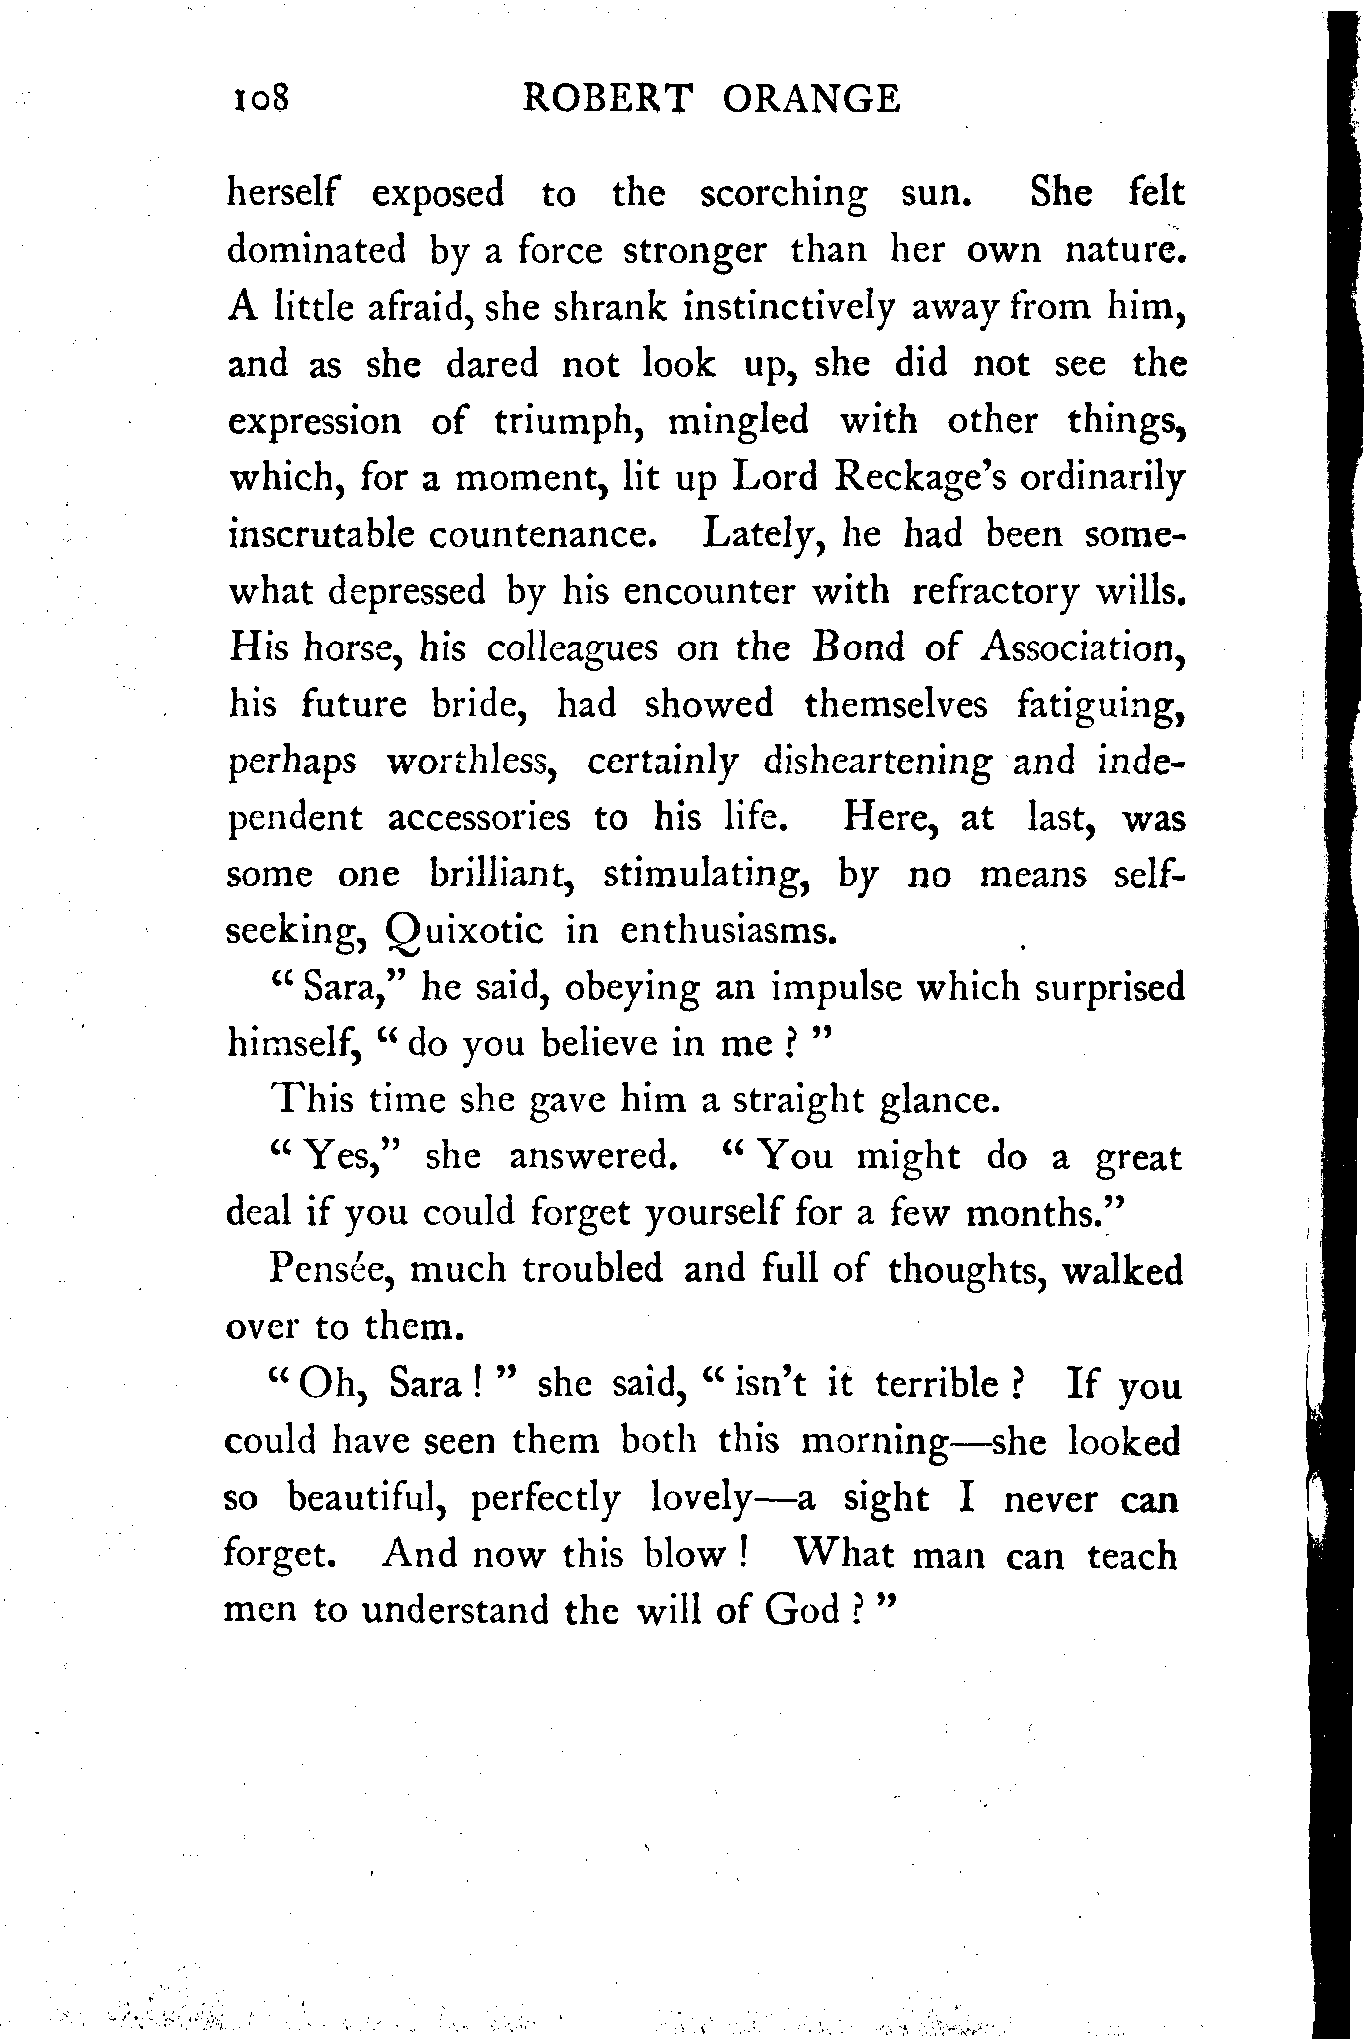 108 ROBERT ORANGE
herself exposed to the scorching sun. She felt
dominated by a force stronger than her own nature.
A little afraid, she shrank instinctively away from him,
and as she dared not look up, she did not see the
expression of triumph, mingled with other things,
which, for a moment, lit up Lord Reckage's ordinarily
inscrutable countenance. Lately, he had been some-
what depressed by his encounter with refractory wills.
His horse, his colleagues on the Bond of Association,
his future bride, had showed themselves fatiguing,
perhaps worthless, certainly disheartening and inde-
pendent accessories to his life. Here, at last, was
some one brilliant, stimulating, by no means self-
seeking, Quixotic in enthusiasms.
“ Sara,” he said, obeying an impulse which surprised
himself, “ do you believe in me ? ”
This time she gave him a straight glance.
“ Yes,” she answered. “ You might do a great
deal if you could forget yourself for a few months.”
Pensée, much troubled and full of thoughts, walked
over to them.
“ Oh, Sara ! ” she said, “ isn't it terrible ? If you
could have seen them both this morning—she looked
so beautiful, perfectly lovely—a sight I never can
forget. And now this blow ! What man can teach
men to understand the will of God ? ”